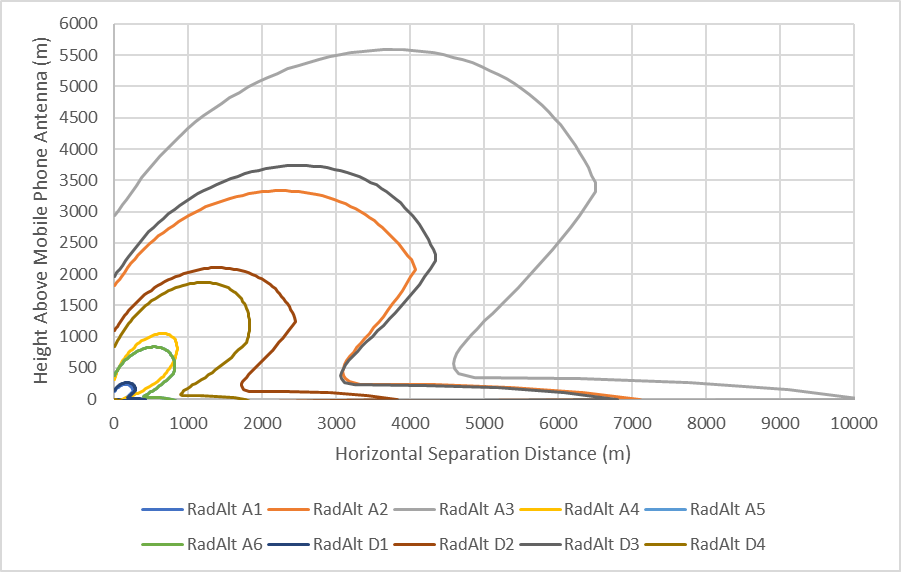 Height Above Mobile Phone Antenna (m)
6000
5500
5000
4500
4000
3500
3000
2500
2000
1500
1000
500
0
0 1000 2000 3000 4000 5000 6000 7000 8000 9000 10000
Horizontal Separation Distance (m)
RadAlt A1 RadAlt A2 RadAlt A3 RadAlt A4 RadAlt A5
RadAlt A6 RadAlt D1 RadAlt D2 RadAlt D3 RadAlt D4